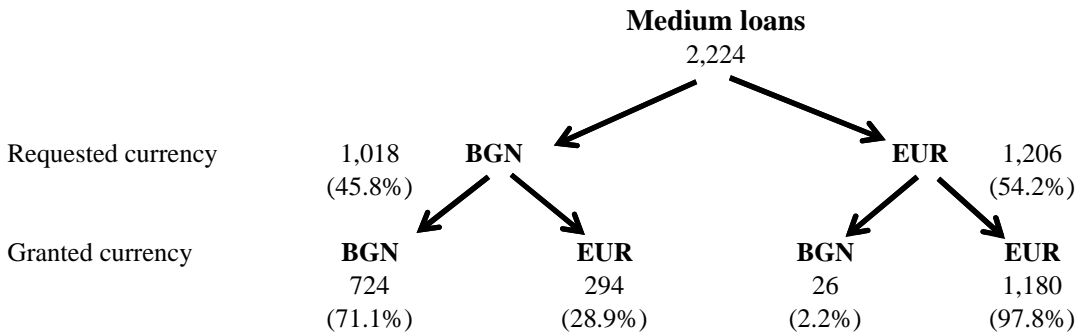 Medium loans
2,224
Requested currency 1,018 BGN EUR 1,206
(45.8%) (54.2%)
Granted currency BGN EUR BGN EUR
724 294 26 1,180
(71.1%) (28.9%) (2.2%) (97.8%)